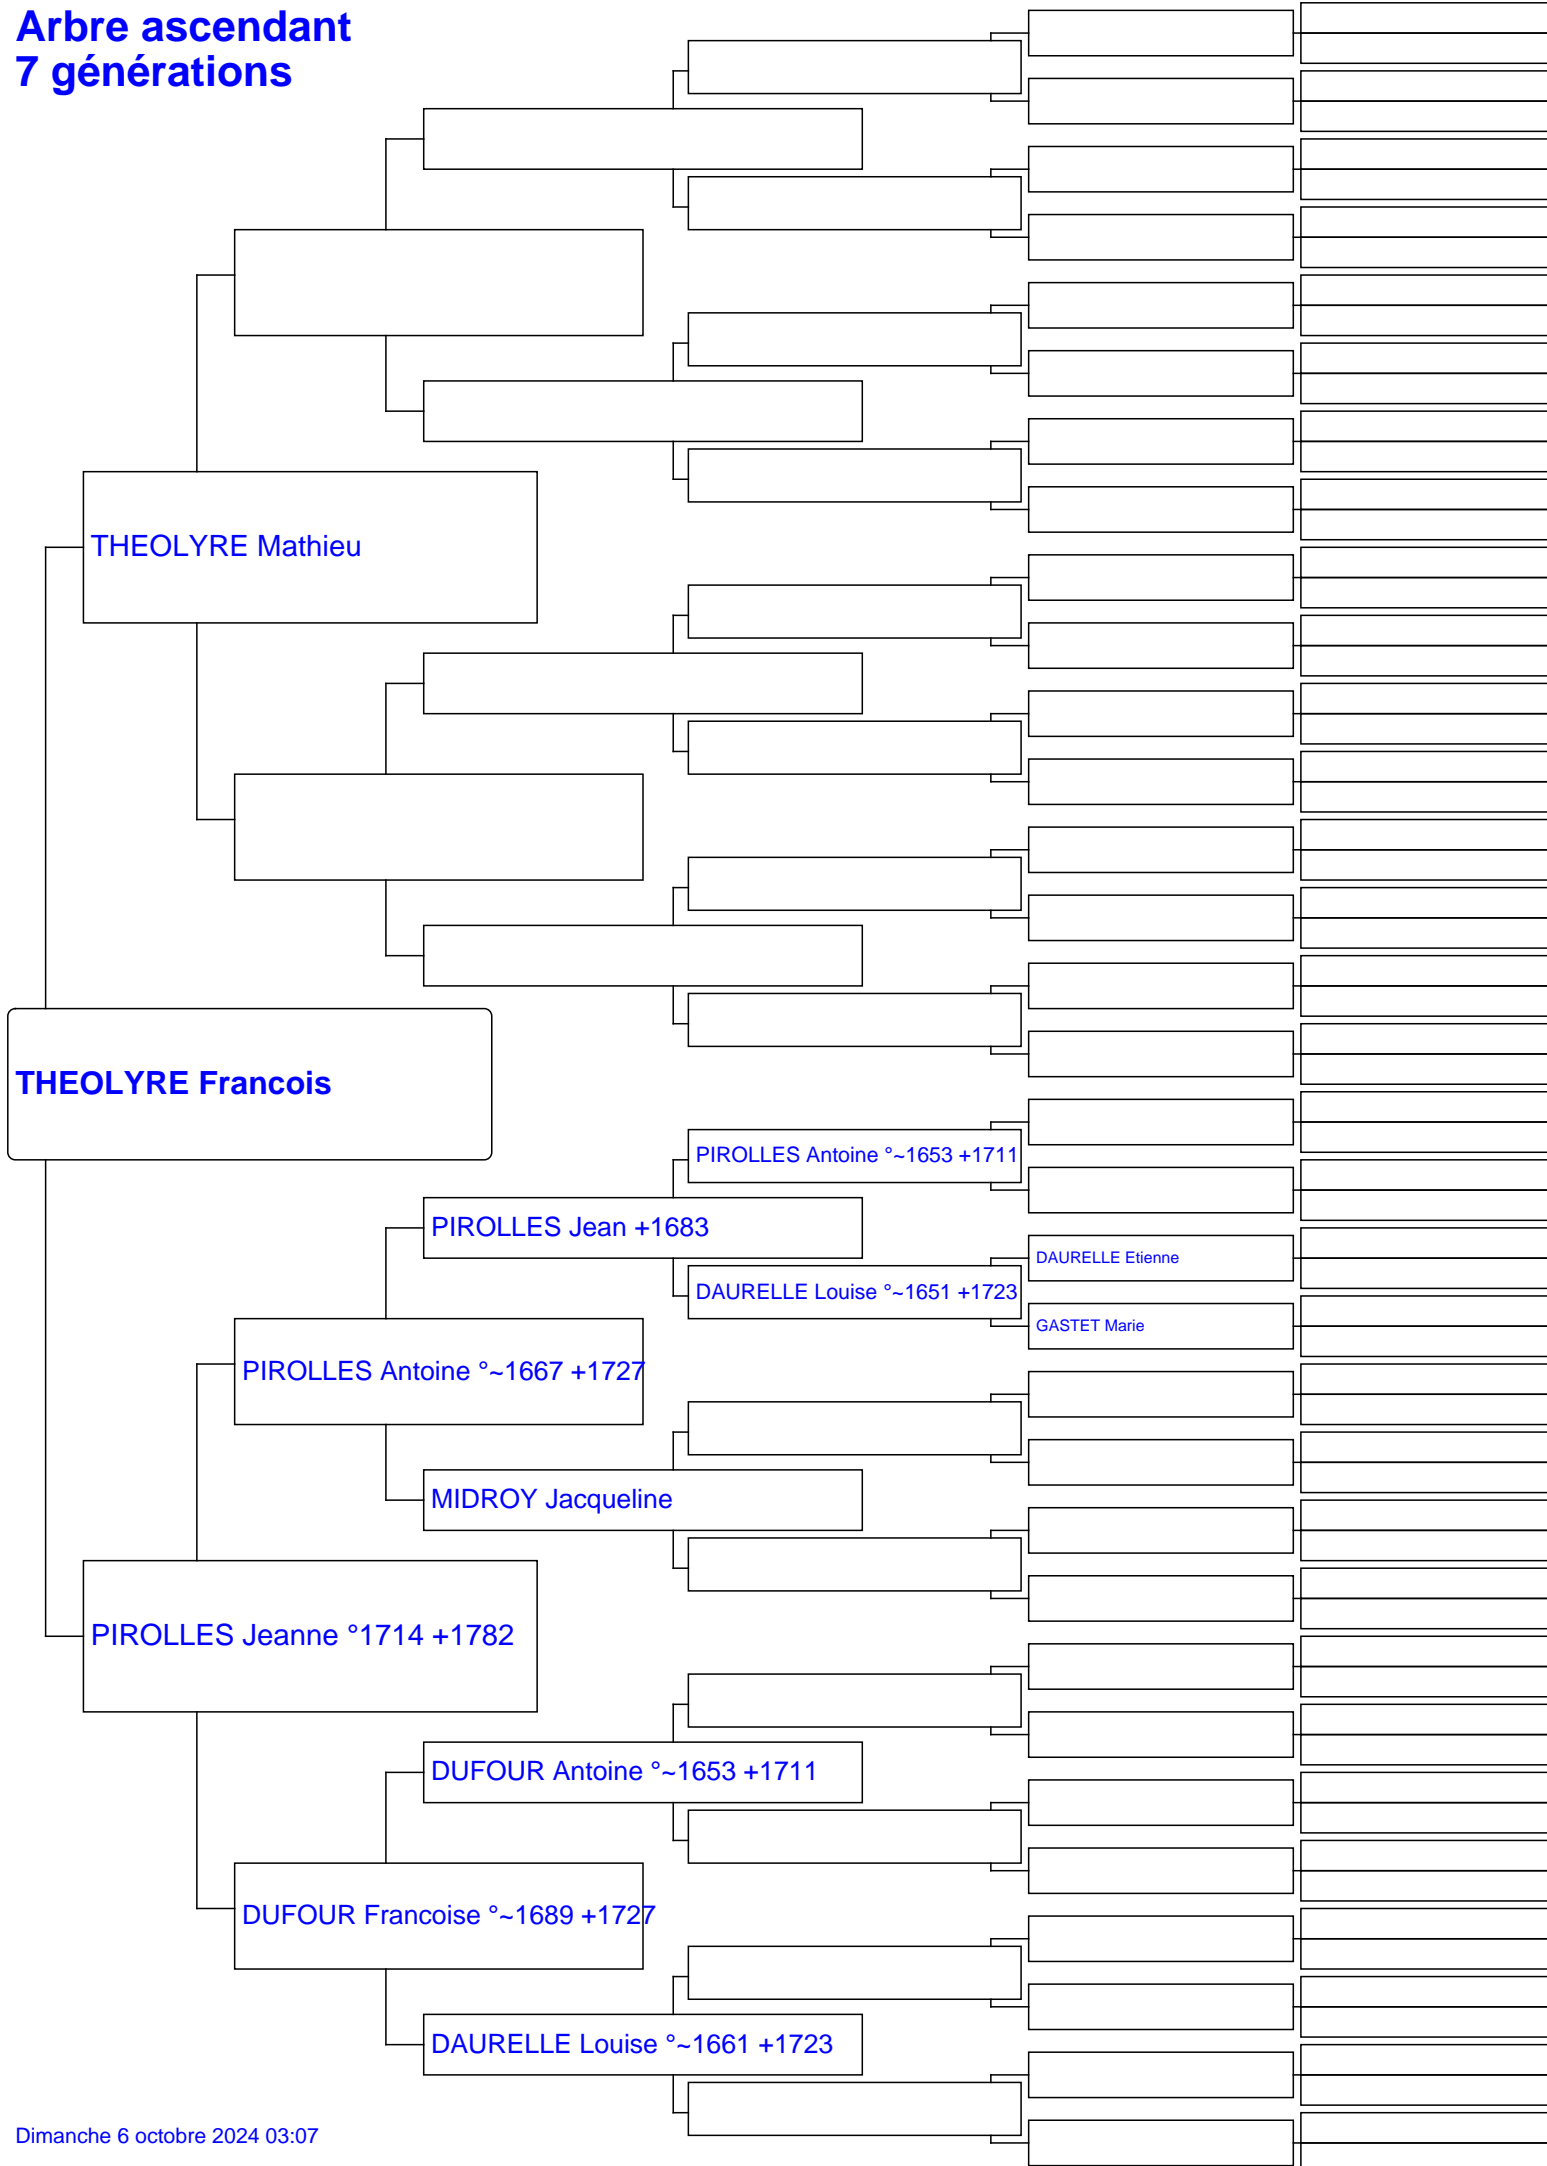 Arbre ascendant
7 générations
THEOLYRE Mathieu
THEOLYRE Francois
PIROLLES Antoine °~1653 +1711
PIROLLES Jean +1683
DAURELLE Etienne
DAURELLE Louise °~1651 +1723
GASTET Marie
PIROLLES Antoine °~1667 +1727
MIDROY Jacqueline
PIROLLES Jeanne °1714 +1782
DUFOUR Antoine °~1653 +1711
DUFOUR Francoise °~1689 +1727
DAURELLE Louise °~1661 +1723
Dimanche 6 octobre 2024 03:07